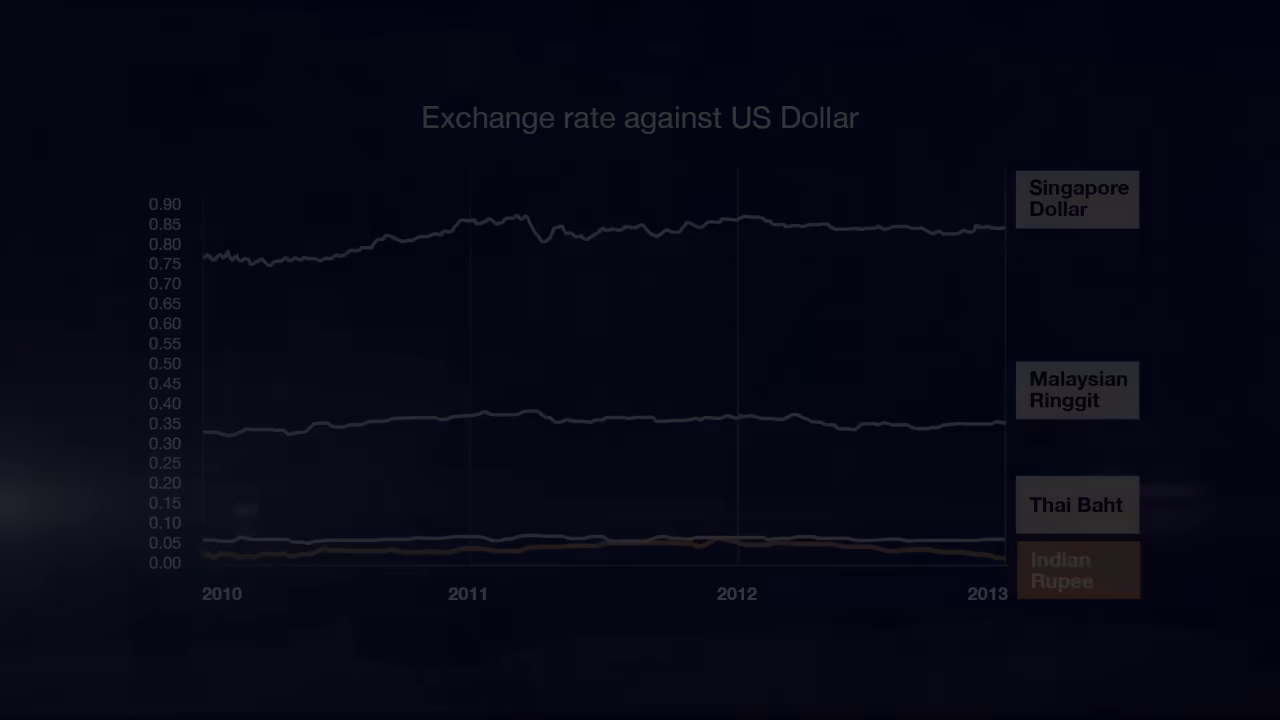 Exchange rate against US Dollar
0.90
0.85
0.80
0.75
0.70
0.65
0.60
0.55
0.50
0.45
0.40
0.35
0.30
0.25
0.20
0.15
0.10
0.05
0.00
2010
2011
2012
2013
Singapore
Dollar
Malaysian
Ringgit
Thai Baht
Indian
Rupee